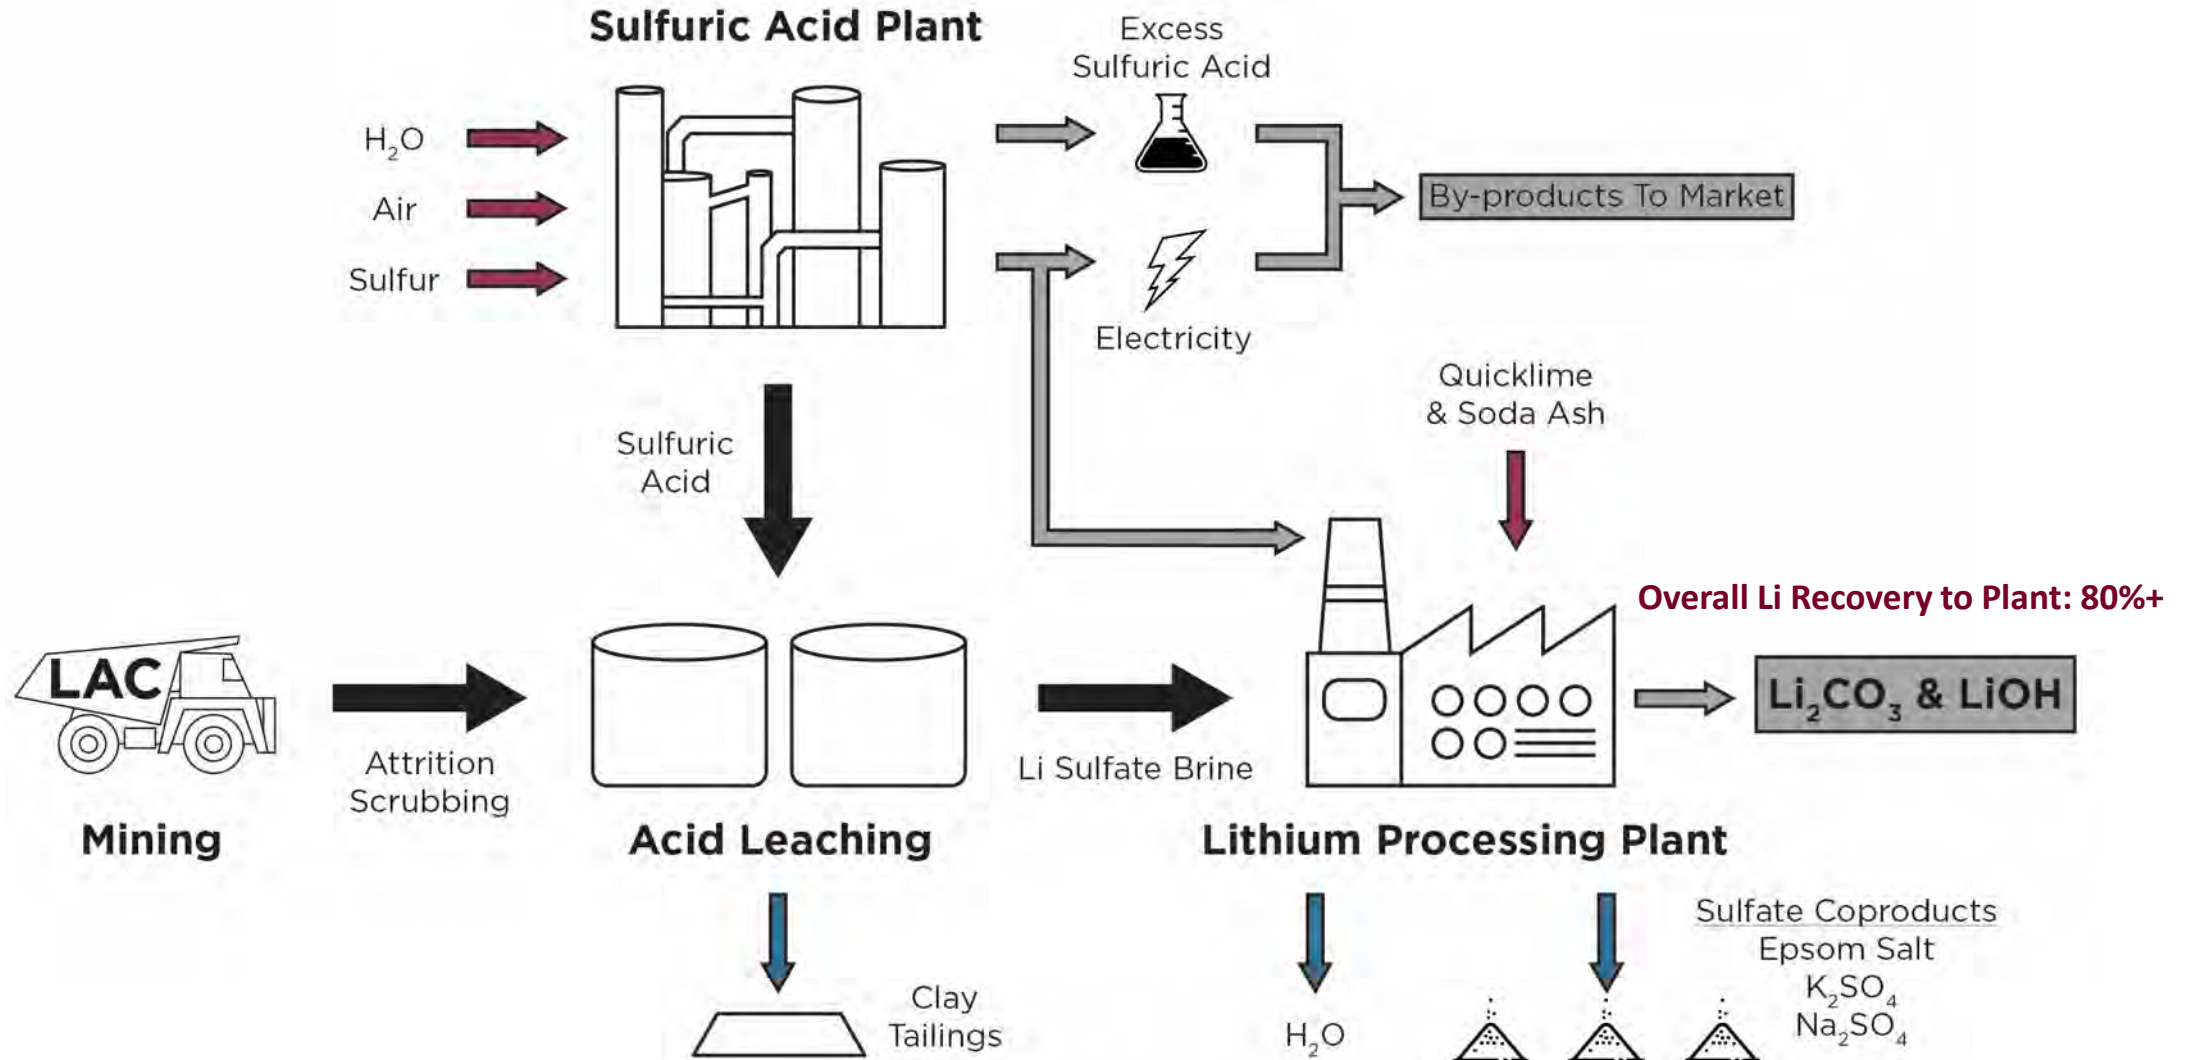 Sulfuric Acid Plant
Excess
Sulfuric Acid
H₂O
Air
Sulfur
By-products To Market
Electricity
Quicklime
& Soda Ash
Sulfuric
Acid
Overall Li Recovery to Plant: 80%+
LAC
Li₂CO₃ & LiOH
Attrition
Scrubbing
Li Sulfate Brine
Mining
Acid Leaching
Lithium Processing Plant
Sulfate Coproducts
Epsom Salt
K₂SO₄
Na₂SO₄
Clay
Tailings
H₂O